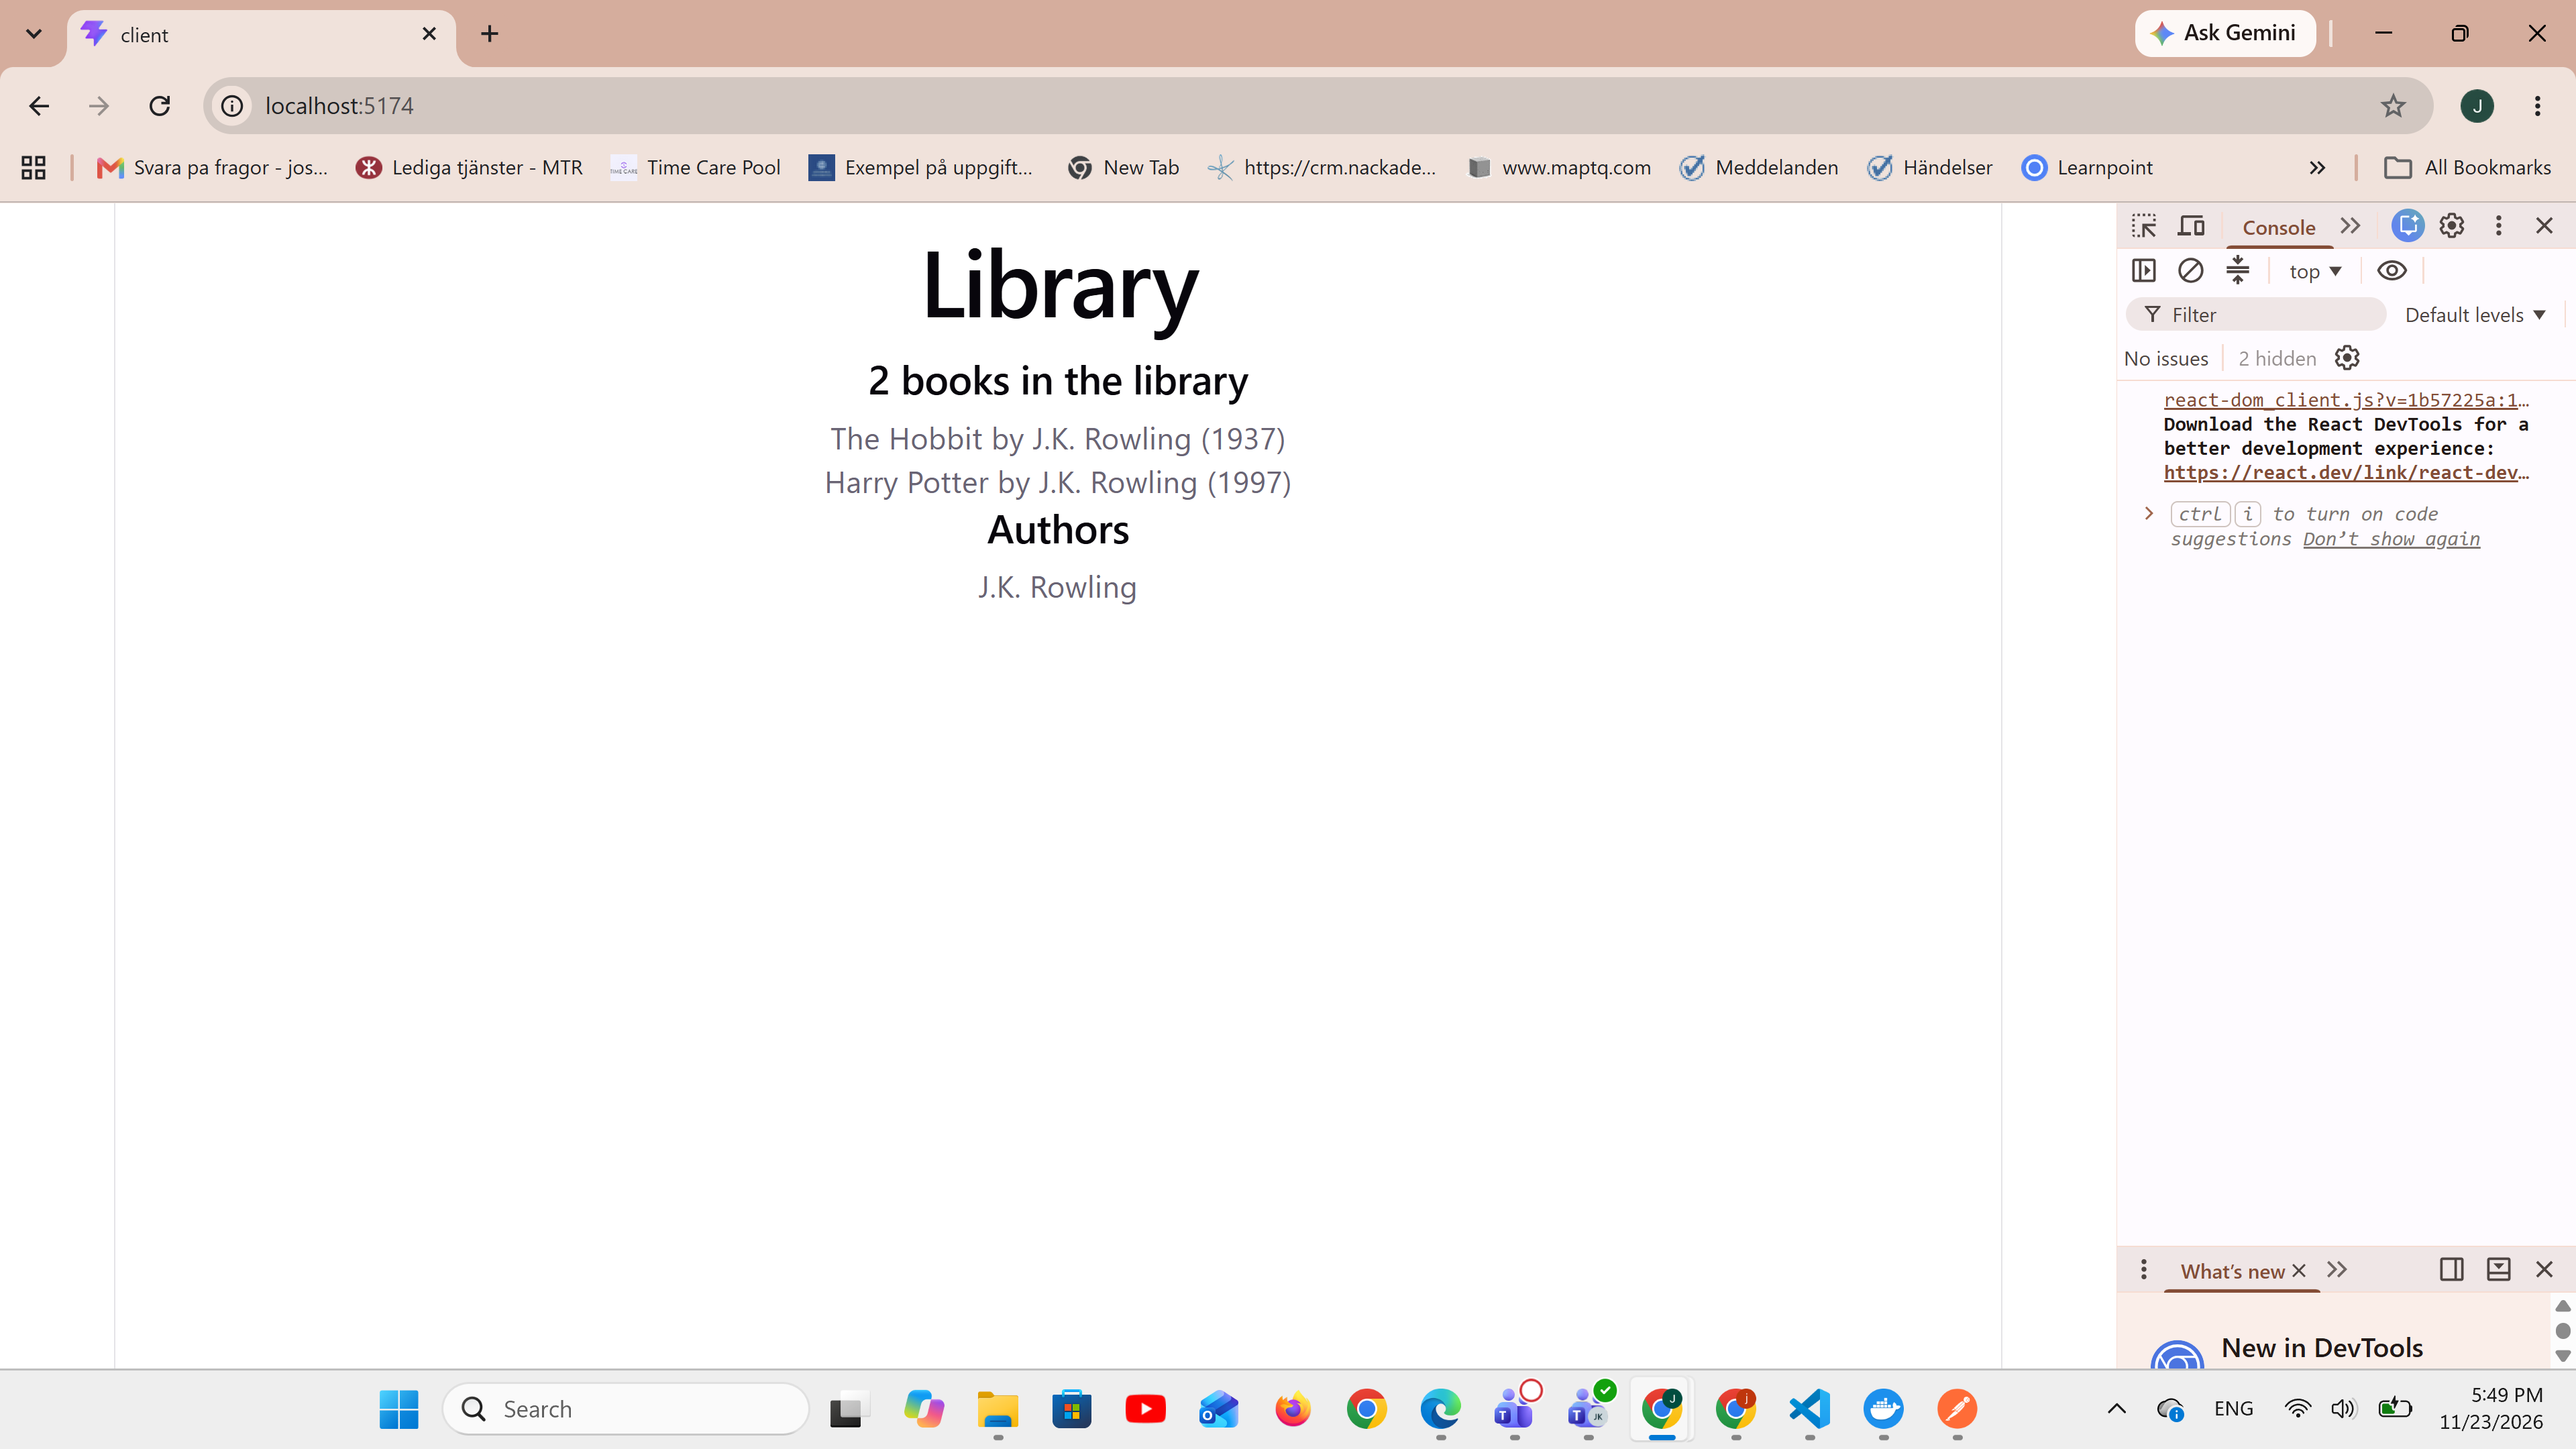 client
Ask Gemini
localhost:5174
Svara pa fragor - jos...
Lediga tjänster - MTR
TIME CARE
Time Care Pool
Exempel på uppgift...
New Tab
https://crm.nackade...
www.maptq.com
Meddelanden
Händelser
Learnpoint
All Bookmarks
Library
2 books in the library
The Hobbit by J.K. Rowling (1937)
Harry Potter by J.K. Rowling (1997)
Authors
J.K. Rowling
Console
top
Filter
Default levels
No issues
2 hidden
react-dom_client.js?v=1b57225a:1…
Download the React DevTools for a
better development experience:
https://react.dev/link/react-dev…
ctrl i to turn on code
suggestions Don’t show again
What’s new
New in DevTools
Search
ENG
5:49 PM
11/23/2026